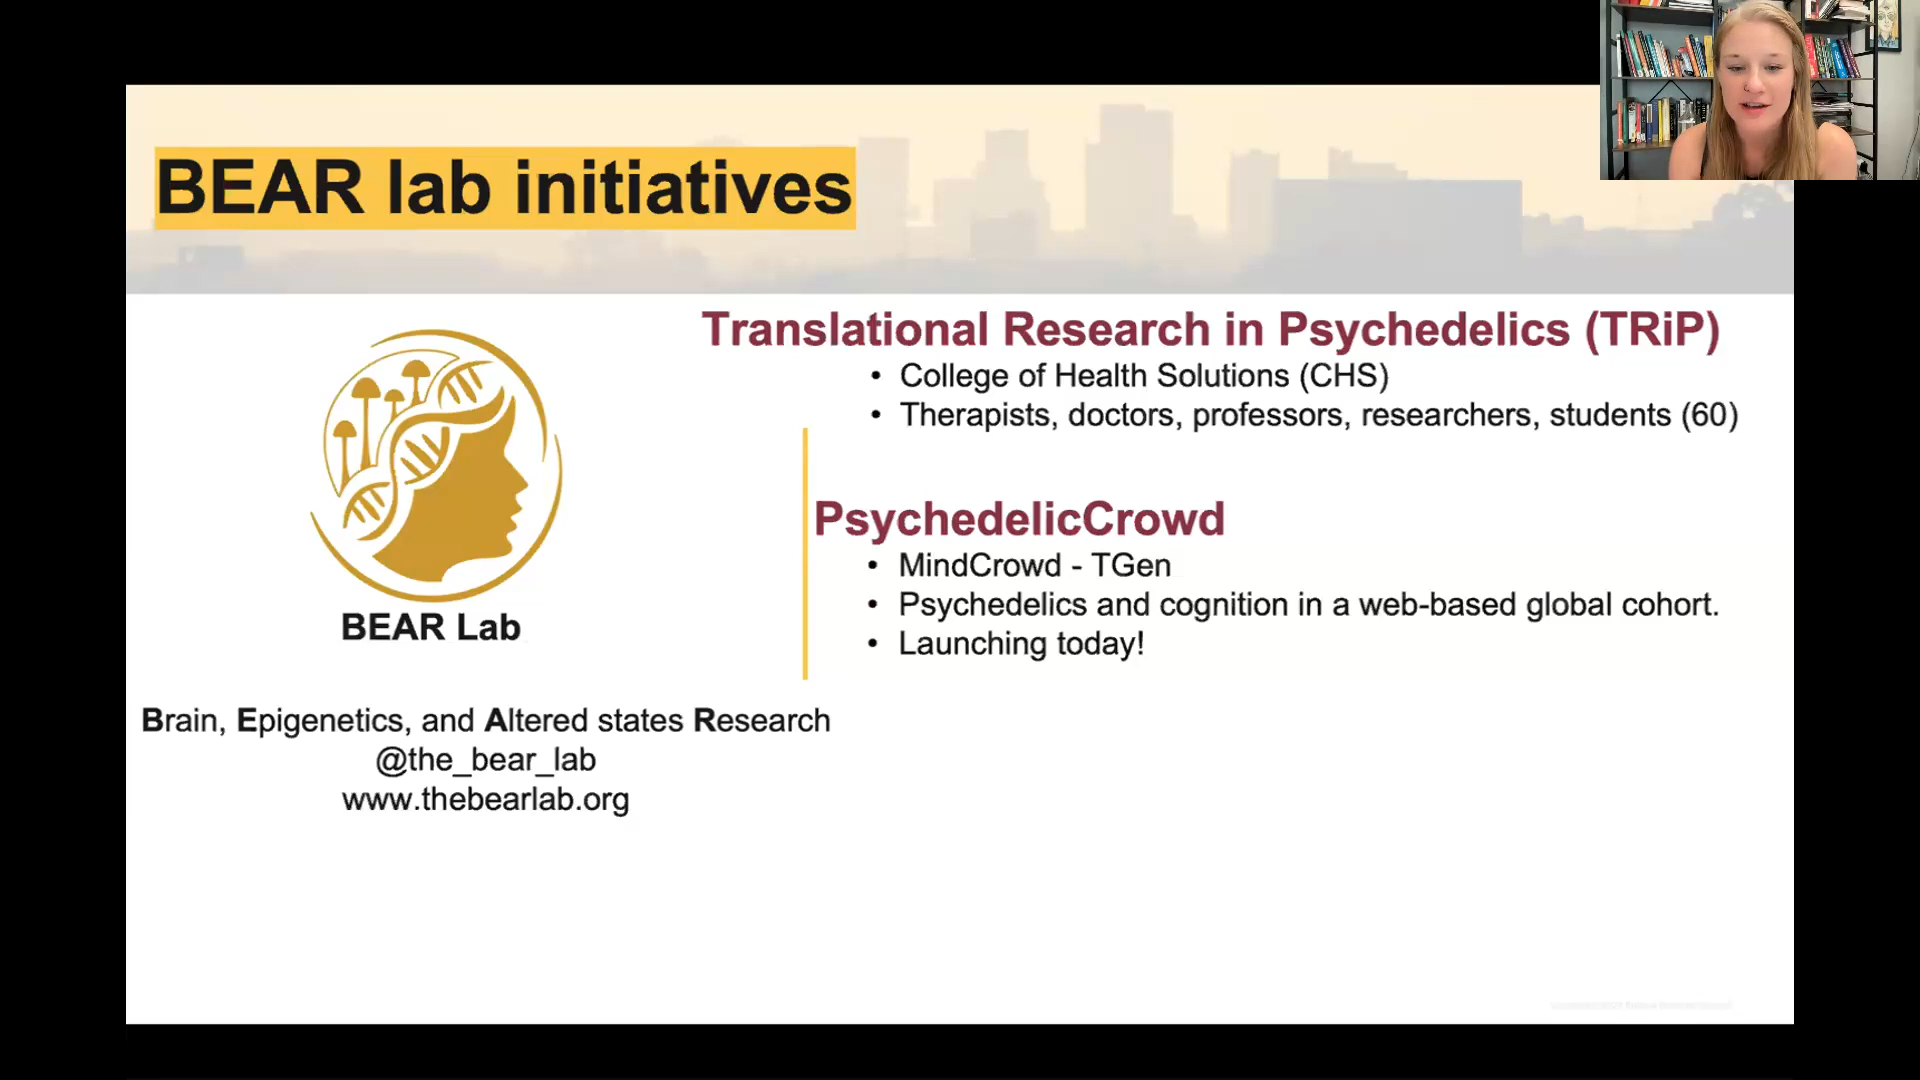 BEAR lab initiatives
Translational Research in Psychedelics (TRiP)
• College of Health Solutions (CHS)
• Therapists, doctors, professors, researchers, students (60)
PsychedelicCrowd
• MindCrowd - TGen
• Psychedelics and cognition in a web-based global cohort.
• Launching today!
BEAR Lab
Brain, Epigenetics, and Altered states Research
@the_bear_lab
www.thebearlab.org